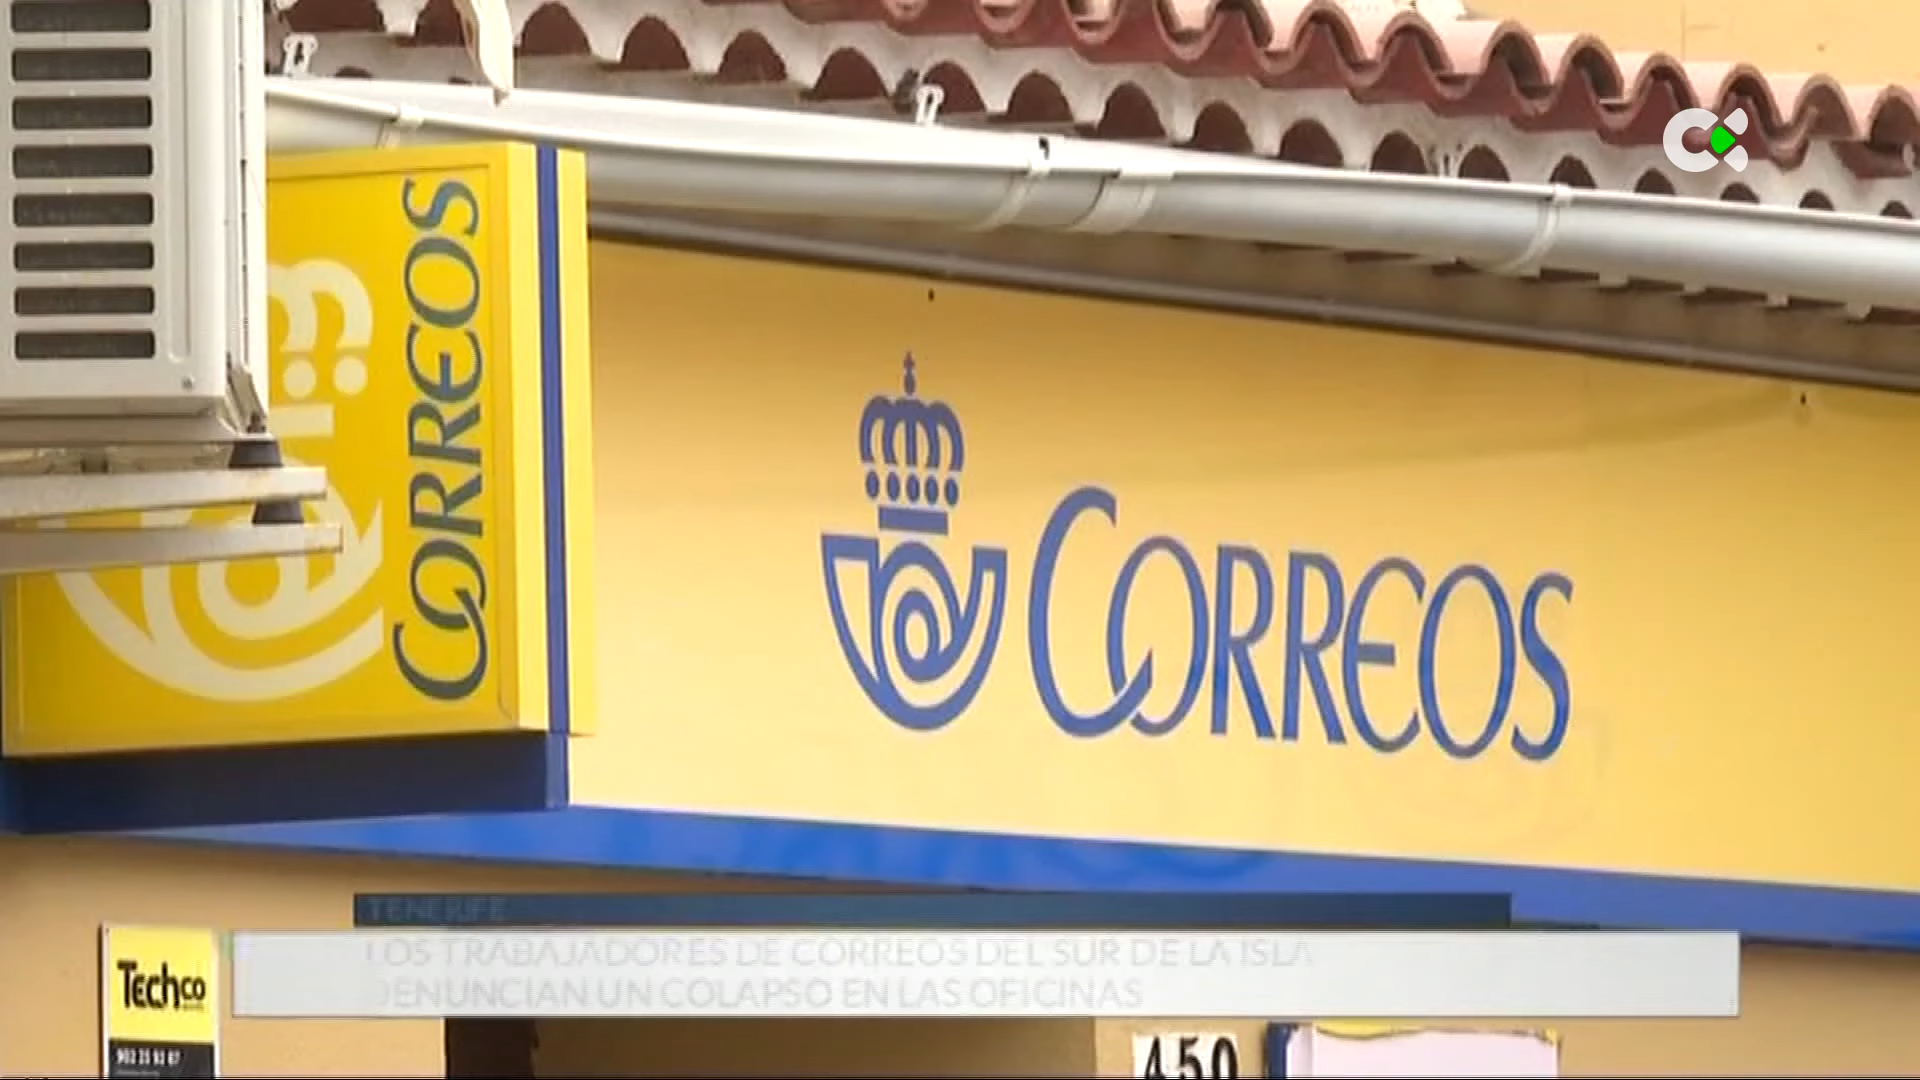 CORREOS
CORREOS
TENERIFE
LOS TRABAJADORES DE CORREOS DEL SUR DE LA ISLA
DENUNCIAN UN COLAPSO EN LAS OFICINAS
TECHCO
450